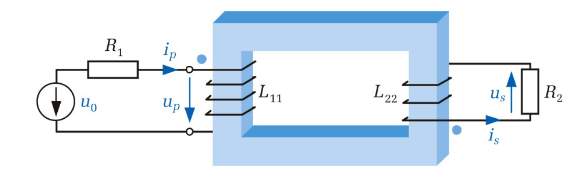 R₁
iₚ
u₀
uₚ
L₁₁
L₂₂
uₛ
R₂
iₛ